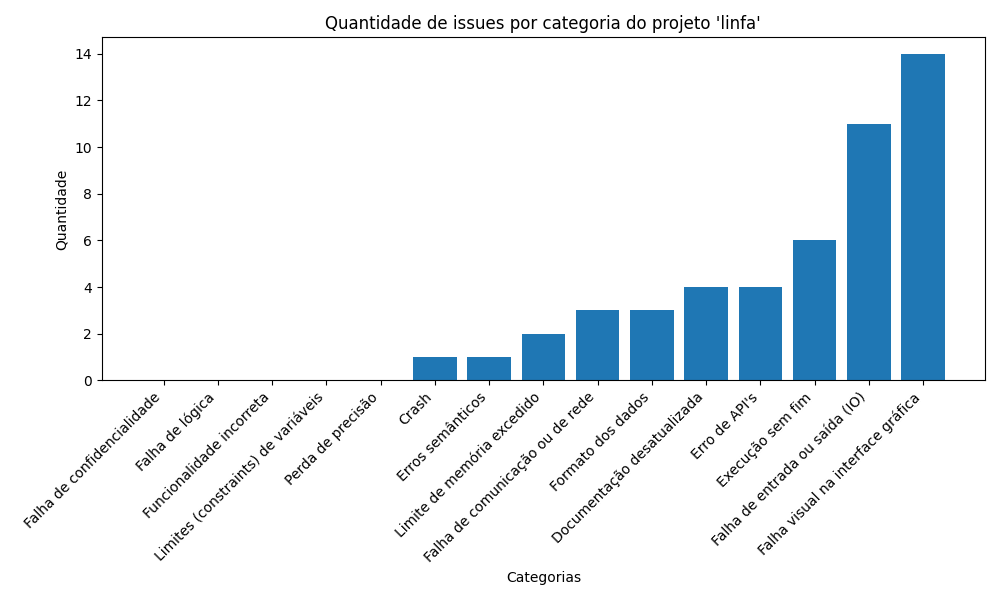 Quantidade de issues por categoria do projeto 'linfa'
Quantidade
14
12
10
8
6
4
2
0
Falha de confidencialidade
Falha de lógica
Funcionalidade incorreta
Limites (constraints) de variáveis
Perda de precisão
Crash
Erros semânticos
Limite de memória excedido
Falha de comunicação ou de rede
Formato dos dados
Documentação desatualizada
Erro de API's
Execução sem fim
Falha de entrada ou saída (IO)
Falha visual na interface gráfica
Categorias